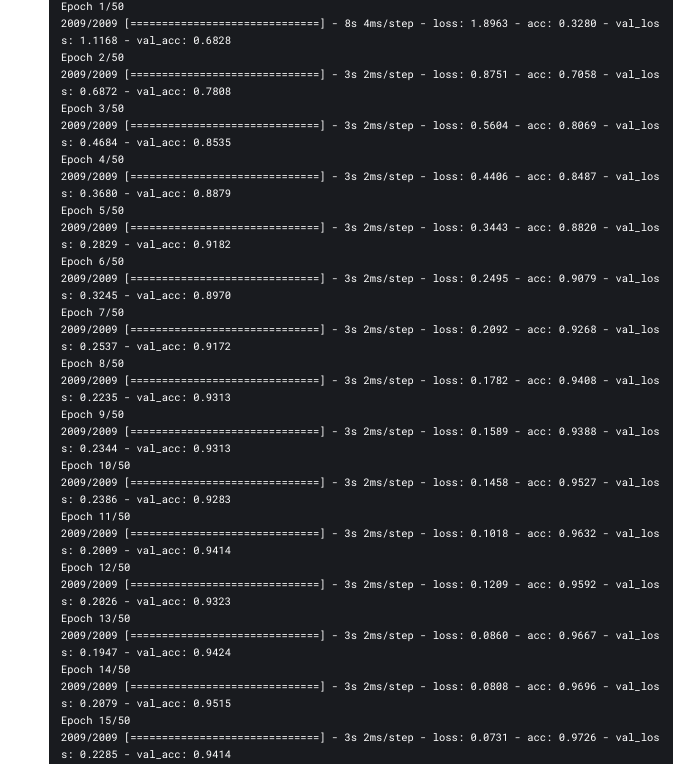 Epoch 1/50
2009/2009 [==============================] - 8s 4ms/step - loss: 1.8963 - acc: 0.3280 - val_los
s: 1.1168 - val_acc: 0.6828
Epoch 2/50
2009/2009 [==============================] - 3s 2ms/step - loss: 0.8751 - acc: 0.7058 - val_los
s: 0.6872 - val_acc: 0.7808
Epoch 3/50
2009/2009 [==============================] - 3s 2ms/step - loss: 0.5604 - acc: 0.8069 - val_los
s: 0.4684 - val_acc: 0.8535
Epoch 4/50
2009/2009 [==============================] - 3s 2ms/step - loss: 0.4406 - acc: 0.8487 - val_los
s: 0.3680 - val_acc: 0.8879
Epoch 5/50
2009/2009 [==============================] - 3s 2ms/step - loss: 0.3443 - acc: 0.8820 - val_los
s: 0.2829 - val_acc: 0.9182
Epoch 6/50
2009/2009 [==============================] - 3s 2ms/step - loss: 0.2495 - acc: 0.9079 - val_los
s: 0.3245 - val_acc: 0.8970
Epoch 7/50
2009/2009 [==============================] - 3s 2ms/step - loss: 0.2092 - acc: 0.9268 - val_los
s: 0.2537 - val_acc: 0.9172
Epoch 8/50
2009/2009 [==============================] - 3s 2ms/step - loss: 0.1782 - acc: 0.9408 - val_los
s: 0.2235 - val_acc: 0.9313
Epoch 9/50
2009/2009 [==============================] - 3s 2ms/step - loss: 0.1589 - acc: 0.9388 - val_los
s: 0.2344 - val_acc: 0.9313
Epoch 10/50
2009/2009 [==============================] - 3s 2ms/step - loss: 0.1458 - acc: 0.9527 - val_los
s: 0.2386 - val_acc: 0.9283
Epoch 11/50
2009/2009 [==============================] - 3s 2ms/step - loss: 0.1018 - acc: 0.9632 - val_los
s: 0.2009 - val_acc: 0.9414
Epoch 12/50
2009/2009 [==============================] - 3s 2ms/step - loss: 0.1209 - acc: 0.9592 - val_los
s: 0.2026 - val_acc: 0.9323
Epoch 13/50
2009/2009 [==============================] - 3s 2ms/step - loss: 0.0860 - acc: 0.9667 - val_los
s: 0.1947 - val_acc: 0.9424
Epoch 14/50
2009/2009 [==============================] - 3s 2ms/step - loss: 0.0808 - acc: 0.9696 - val_los
s: 0.2079 - val_acc: 0.9515
Epoch 15/50
2009/2009 [==============================] - 3s 2ms/step - loss: 0.0731 - acc: 0.9726 - val_los
s: 0.2285 - val_acc: 0.9414